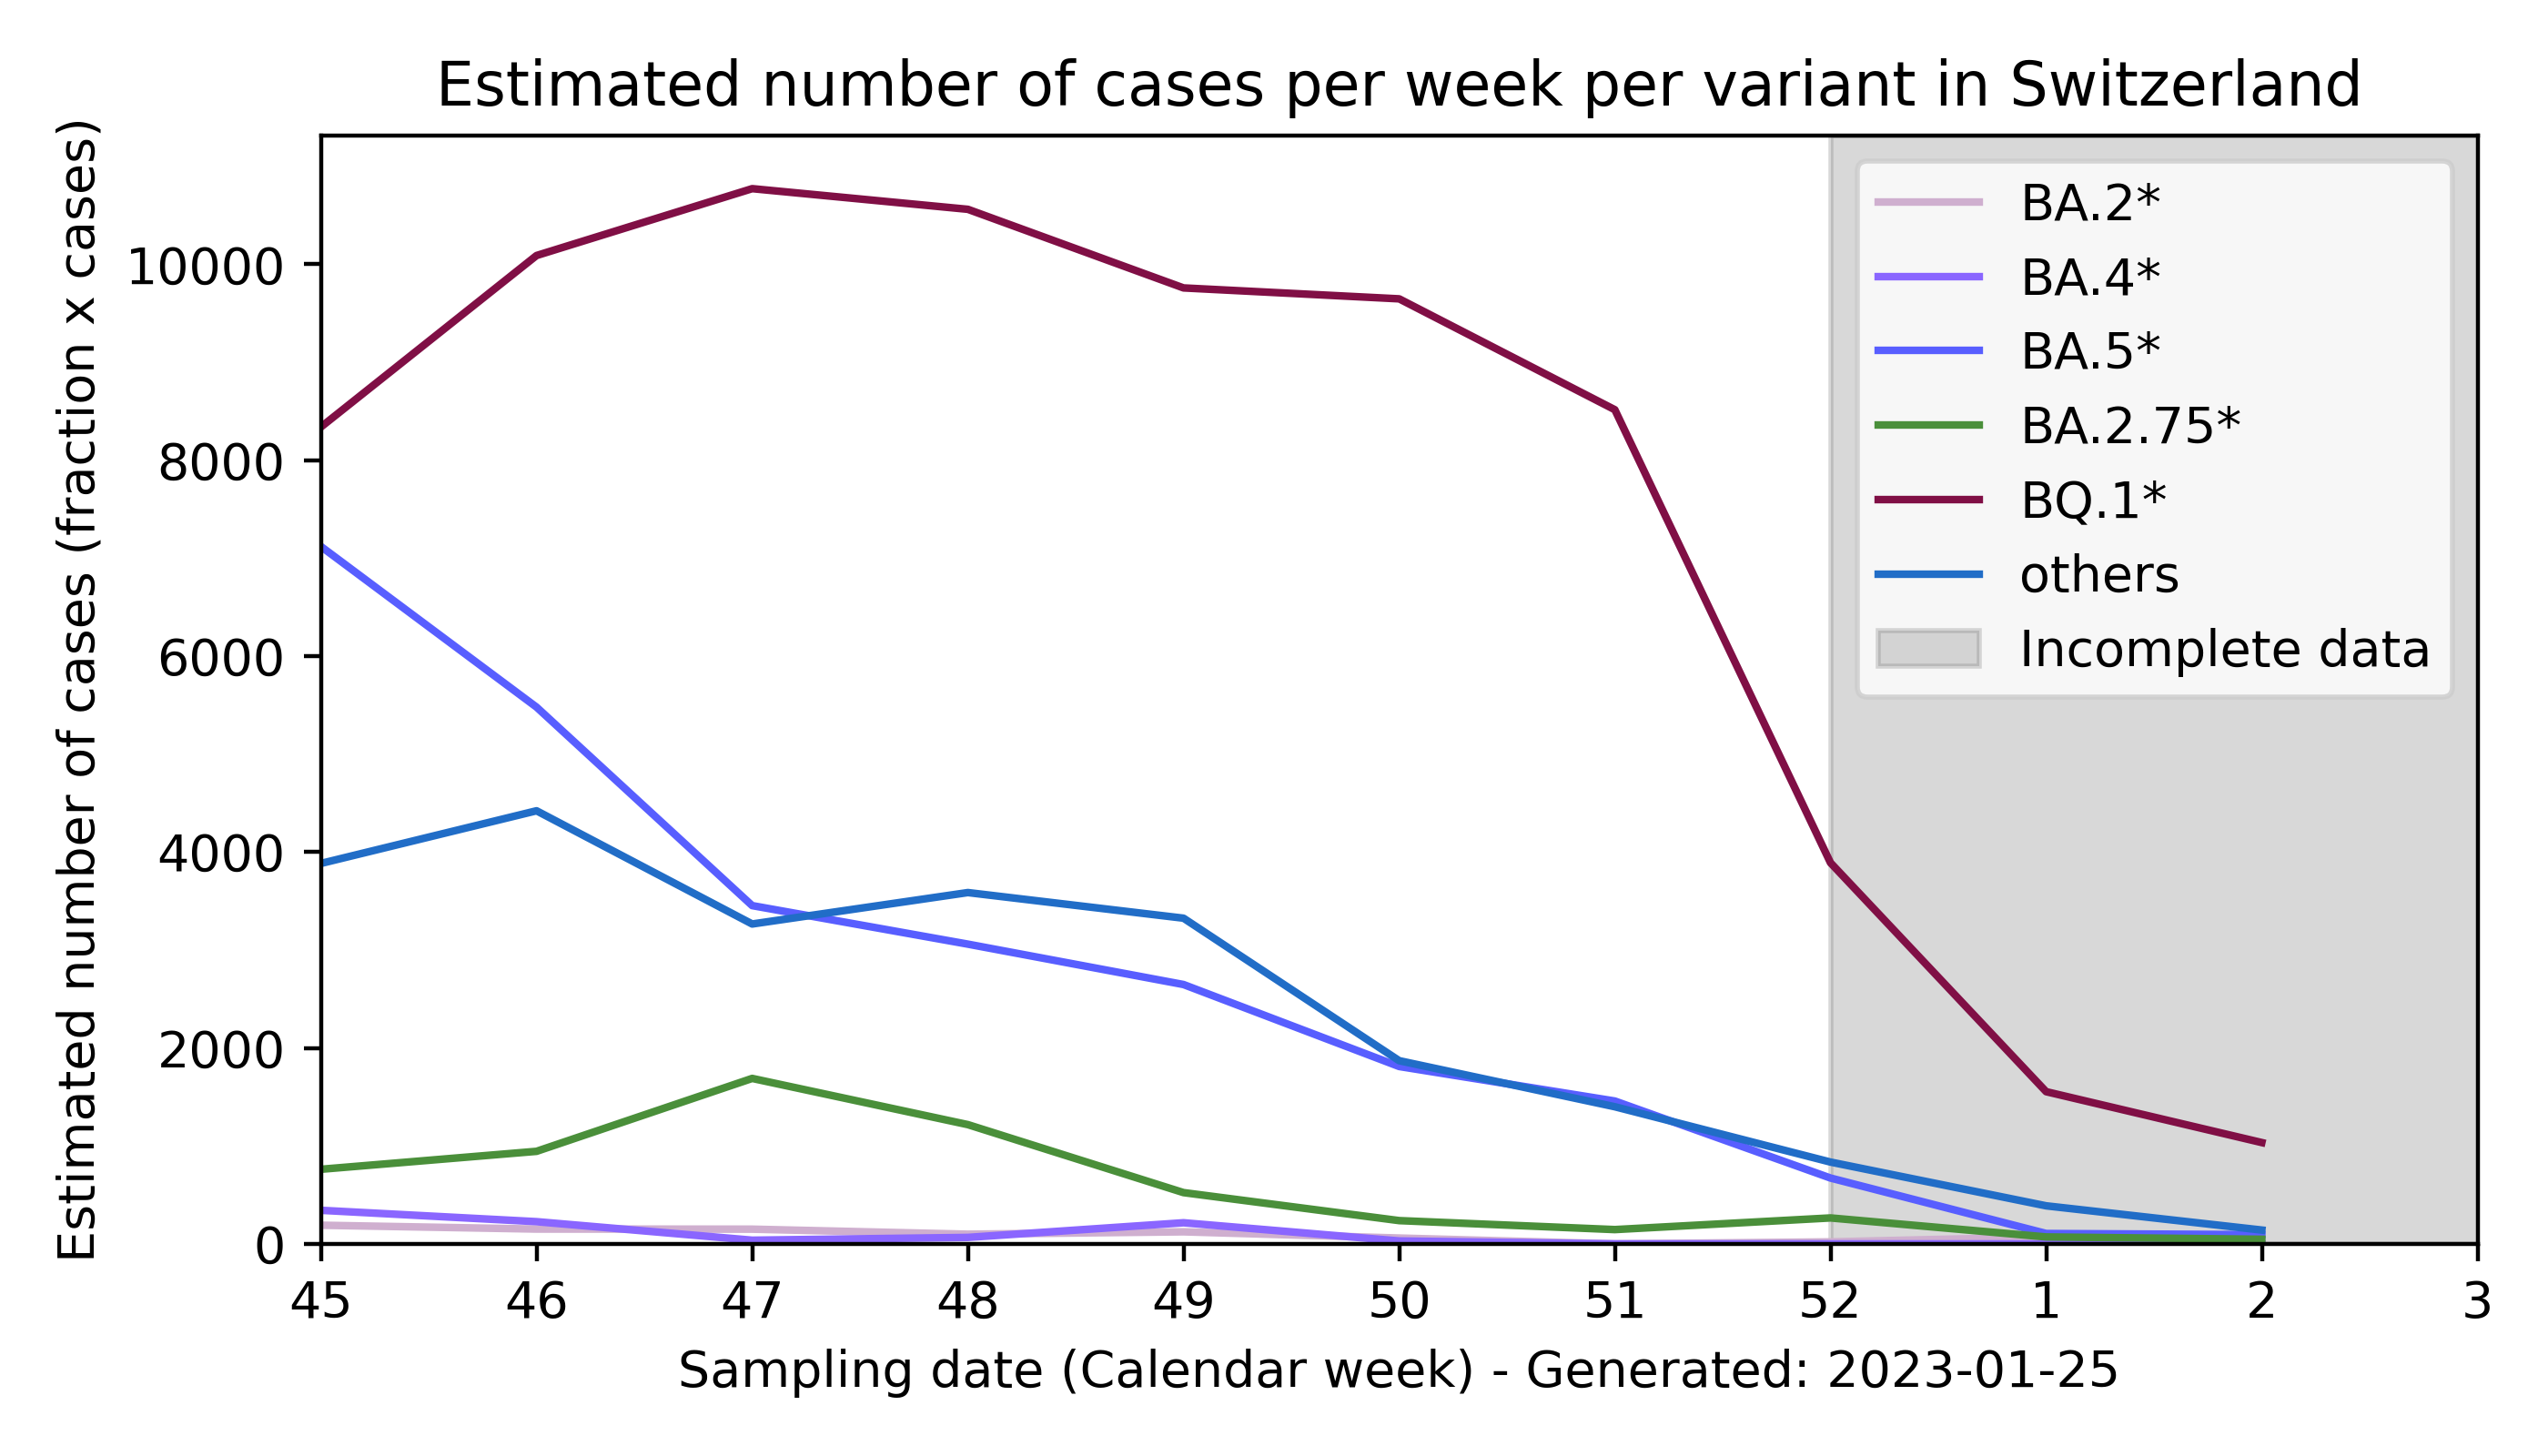 Estimated number of cases per week per variant in Switzerland
Estimated number of cases (fraction x cases)
10000
8000
6000
4000
2000
0
BA.2*
BA.4*
BA.5*
BA.2.75*
BQ.1*
others
Incomplete data
45 46 47 48 49 50 51 52 1 2 3
Sampling date (Calendar week) - Generated: 2023-01-25